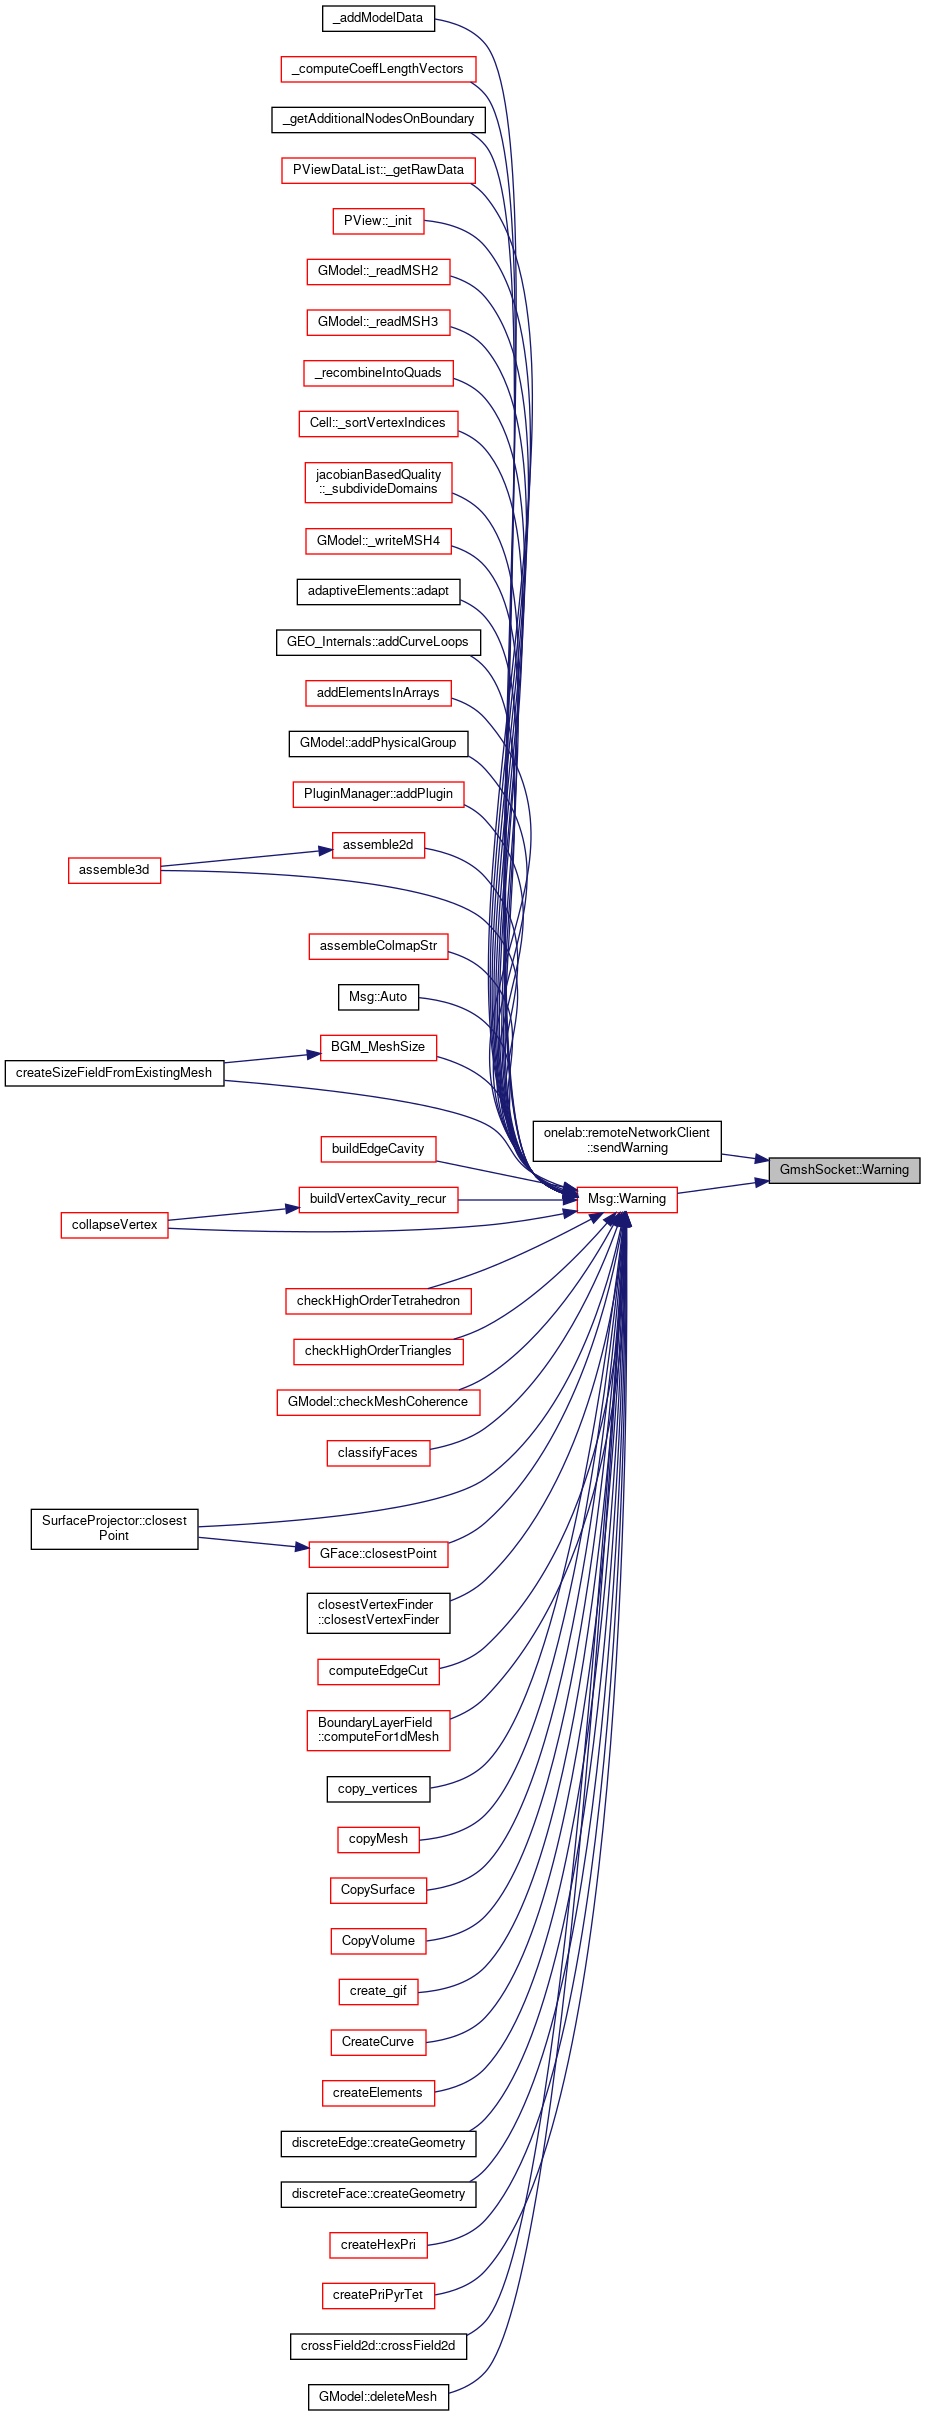 _addModelData
_computeCoeffLengthVectors
_getAdditionalNodesOnBoundary
PViewDataList::_getRawData
PView::_init
GModel::_readMSH2
GModel::_readMSH3
_recombineIntoQuads
Cell::_sortVertexIndices
jacobianBasedQuality
::_subdivideDomains
GModel::_writeMSH4
adaptiveElements::adapt
GEO_Internals::addCurveLoops
addElementsInArrays
GModel::addPhysicalGroup
PluginManager::addPlugin
assemble2d
assemble3d
assembleColmapStr
Msg::Auto
BGM_MeshSize
createSizeFieldFromExistingMesh
onelab::remoteNetworkClient
::sendWarning
GmshSocket::Warning
buildEdgeCavity
Msg::Warning
buildVertexCavity_recur
collapseVertex
checkHighOrderTetrahedron
checkHighOrderTriangles
GModel::checkMeshCoherence
classifyFaces
SurfaceProjector::closest
Point
GFace::closestPoint
closestVertexFinder
::closestVertexFinder
computeEdgeCut
BoundaryLayerField
::computeFor1dMesh
copy_vertices
copyMesh
CopySurface
CopyVolume
create_gif
CreateCurve
createElements
discreteEdge::createGeometry
discreteFace::createGeometry
createHexPri
createPriPyrTet
crossField2d::crossField2d
GModel::deleteMesh